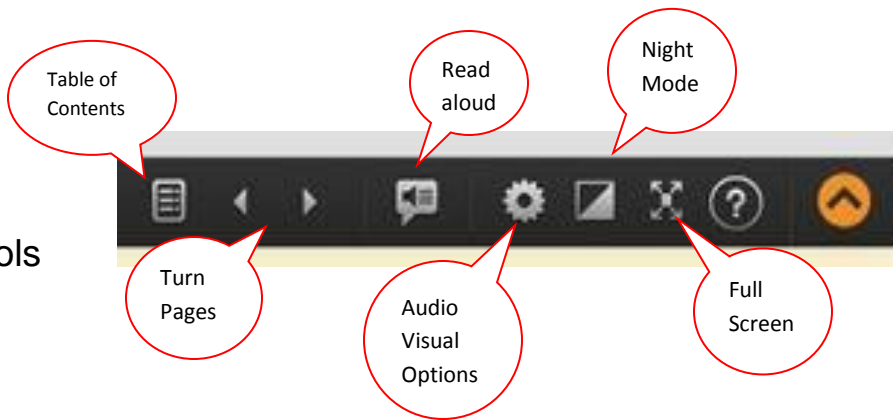 Table of
Contents
Read
aloud
Night
Mode
?
ols
Turn
Pages
Audio
Visual
Options
Full
Screen